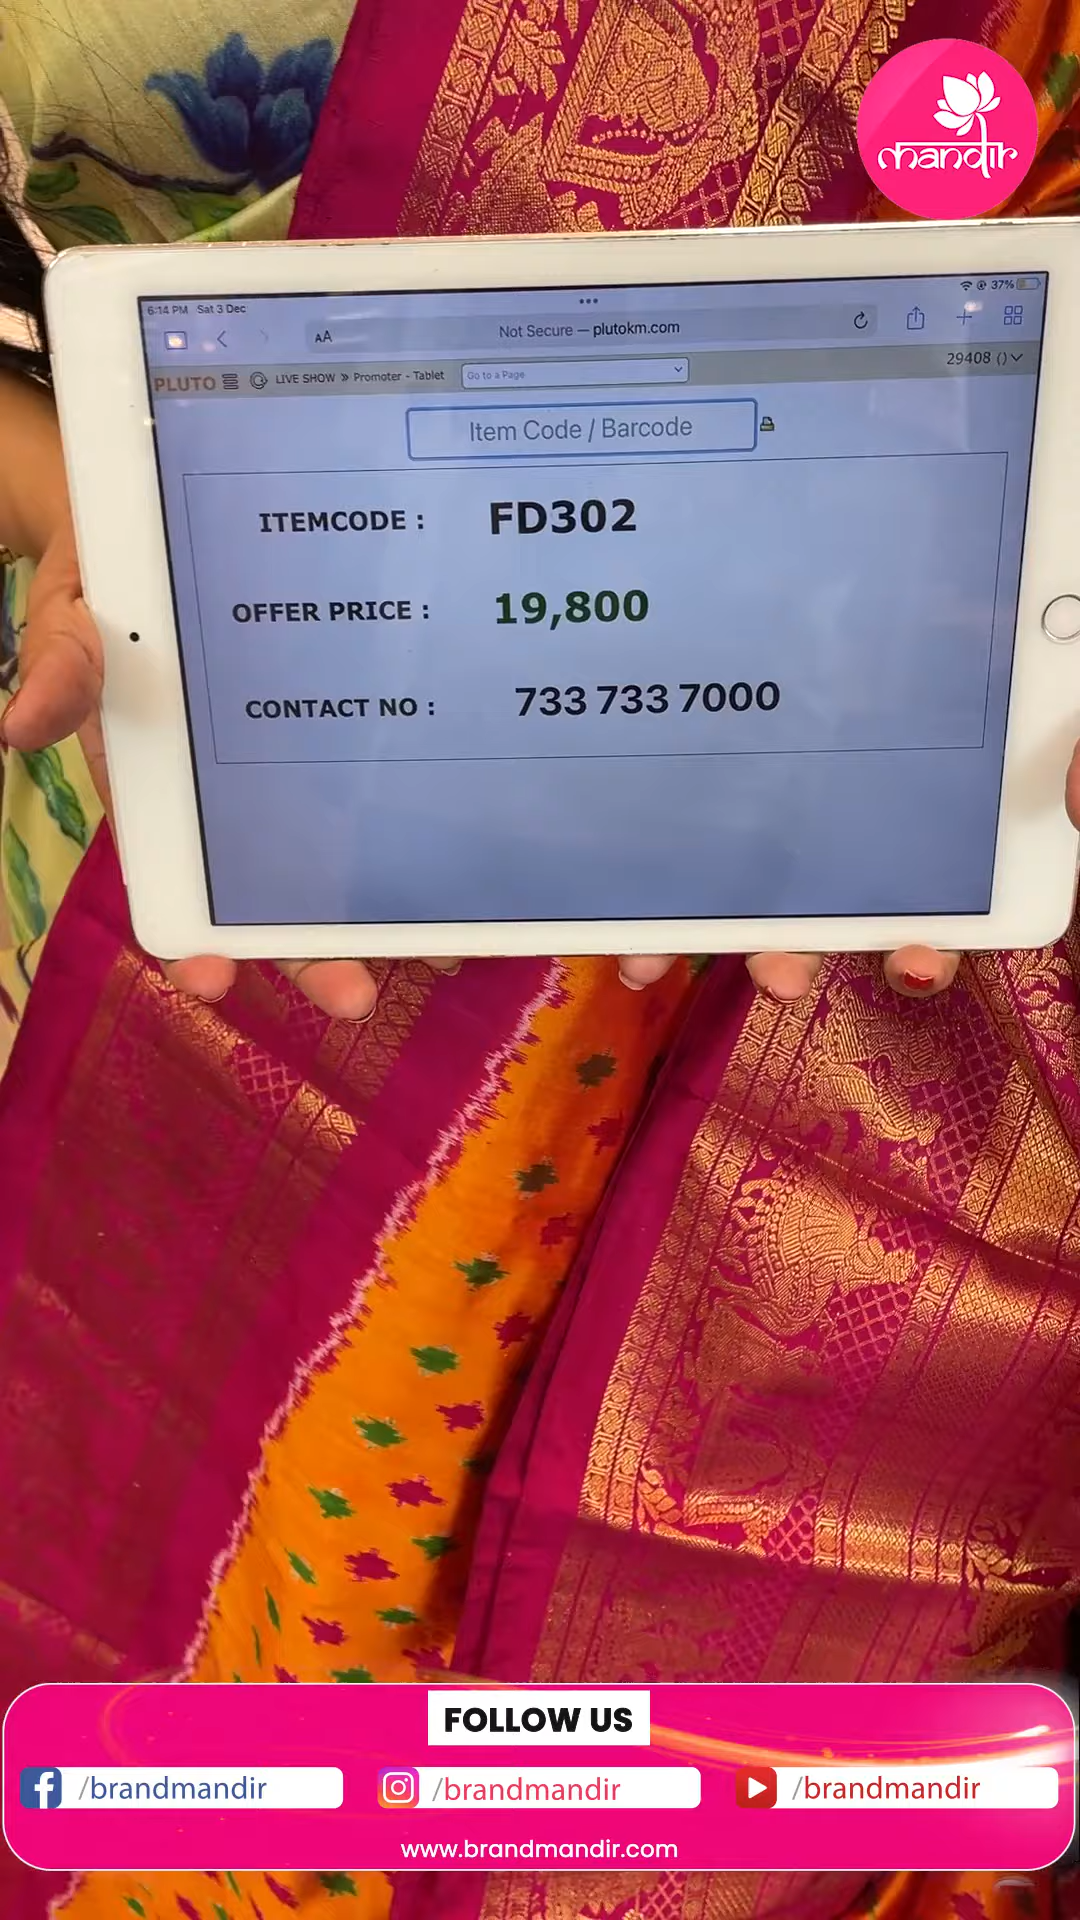 mandir
6:14 PM Sat 3 Dec
37%
AA
Not Secure — plutokm.com
PLUTO
LIVE SHOW » Promoter - Tablet
Go to a Page
29408 ()
Item Code / Barcode
ITEMCODE : FD302
OFFER PRICE : 19,800
CONTACT NO : 733 733 7000
FOLLOW US
/brandmandir
/brandmandir
/brandmandir
www.brandmandir.com